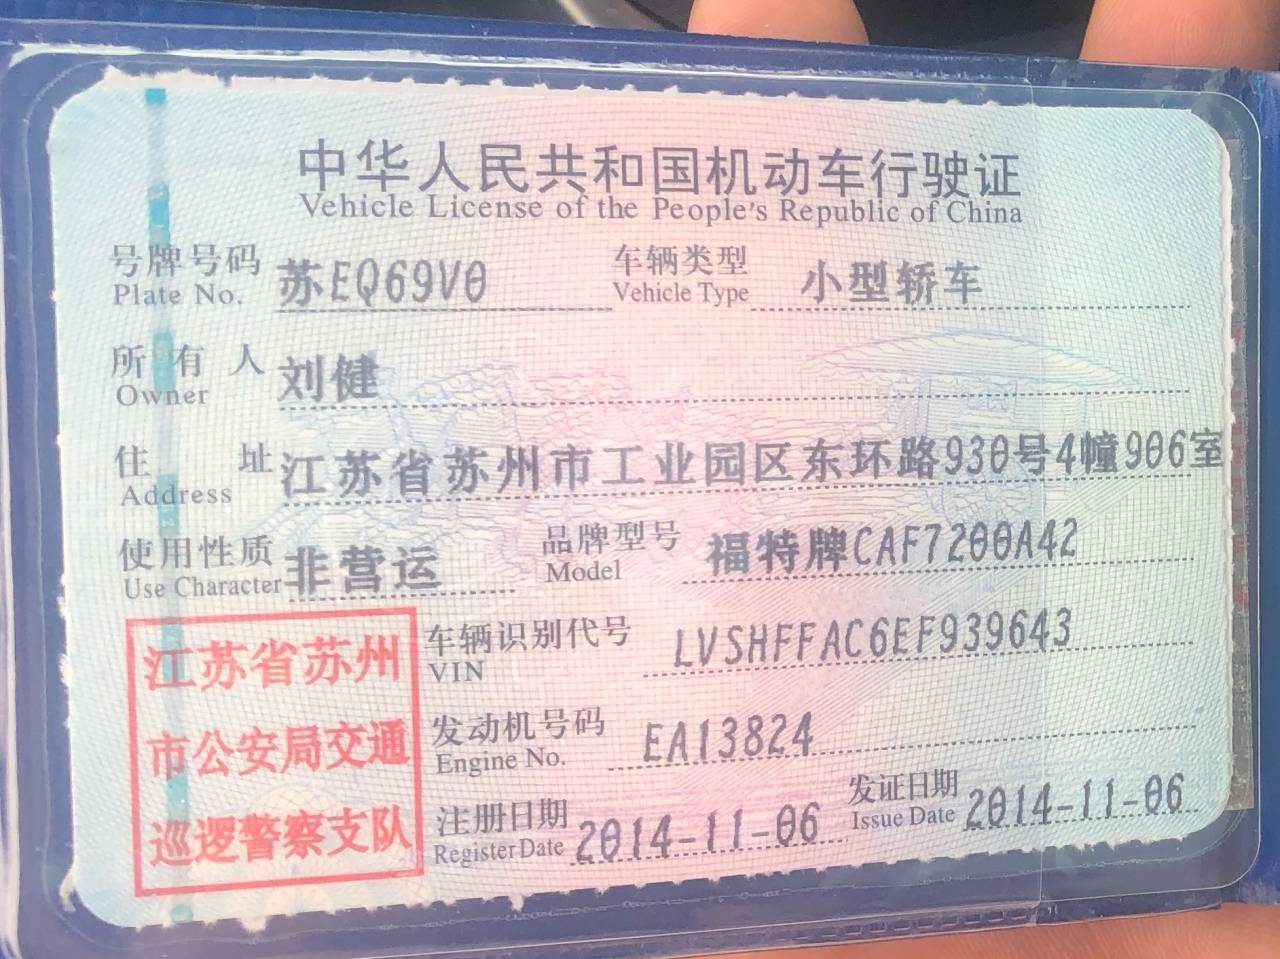 中华人民共和国机动车行驶证
Vehicle License of the People's Republic of China
号牌号码 苏EQ69V0 车辆类型 小型轿车
Plate No. Vehicle Type
所有人 刘健
Owner
住址 江苏省苏州市工业园区东环路930号4幢906室
Address
使用性质 非营运 品牌型号 福特牌CAF7200A42
Use Character Model
江苏省苏州
市公安局交通
巡逻警察支队
车辆识别代号 LVSHFFAC6EF939643
VIN
发动机号码 EA13824
Engine No.
注册日期 2014-11-06 发证日期 2014-11-06
Register Date Issue Date